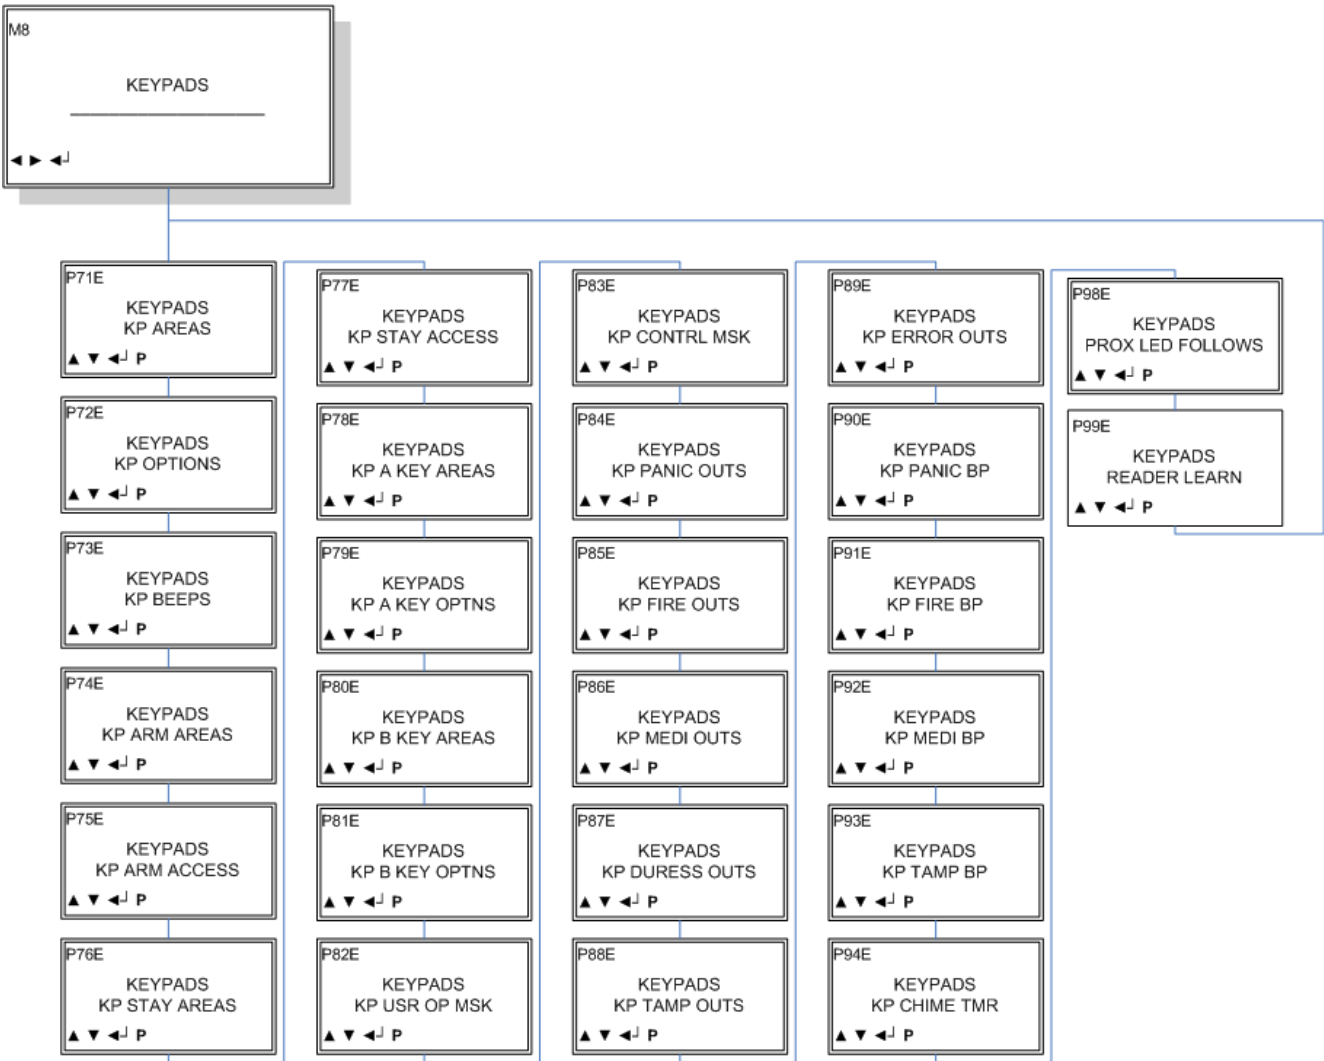 M8
KEYPADS
◄ ► ◄┘
P71E
KEYPADS
KP AREAS
▲ ▼ ◄┘ P
P72E
KEYPADS
KP OPTIONS
▲ ▼ ◄┘ P
P73E
KEYPADS
KP BEEPS
▲ ▼ ◄┘ P
P74E
KEYPADS
KP ARM AREAS
▲ ▼ ◄┘ P
P75E
KEYPADS
KP ARM ACCESS
▲ ▼ ◄┘ P
P76E
KEYPADS
KP STAY AREAS
▲ ▼ ◄┘ P
P77E
KEYPADS
KP STAY ACCESS
▲ ▼ ◄┘ P
P78E
KEYPADS
KP A KEY AREAS
▲ ▼ ◄┘ P
P79E
KEYPADS
KP A KEY OPTNS
▲ ▼ ◄┘ P
P80E
KEYPADS
KP B KEY AREAS
▲ ▼ ◄┘ P
P81E
KEYPADS
KP B KEY OPTNS
▲ ▼ ◄┘ P
P82E
KEYPADS
KP USR OP MSK
▲ ▼ ◄┘ P
P83E
KEYPADS
KP CONTRL MSK
▲ ▼ ◄┘ P
P84E
KEYPADS
KP PANIC OUTS
▲ ▼ ◄┘ P
P85E
KEYPADS
KP FIRE OUTS
▲ ▼ ◄┘ P
P86E
KEYPADS
KP MEDI OUTS
▲ ▼ ◄┘ P
P87E
KEYPADS
KP DURESS OUTS
▲ ▼ ◄┘ P
P88E
KEYPADS
KP TAMP OUTS
▲ ▼ ◄┘ P
P89E
KEYPADS
KP ERROR OUTS
▲ ▼ ◄┘ P
P90E
KEYPADS
KP PANIC BP
▲ ▼ ◄┘ P
P91E
KEYPADS
KP FIRE BP
▲ ▼ ◄┘ P
P92E
KEYPADS
KP MEDI BP
▲ ▼ ◄┘ P
P93E
KEYPADS
KP TAMP BP
▲ ▼ ◄┘ P
P94E
KEYPADS
KP CHIME TMR
▲ ▼ ◄┘ P
P98E
KEYPADS
PROX LED FOLLOWS
▲ ▼ ◄┘ P
P99E
KEYPADS
READER LEARN
▲ ▼ ◄┘ P